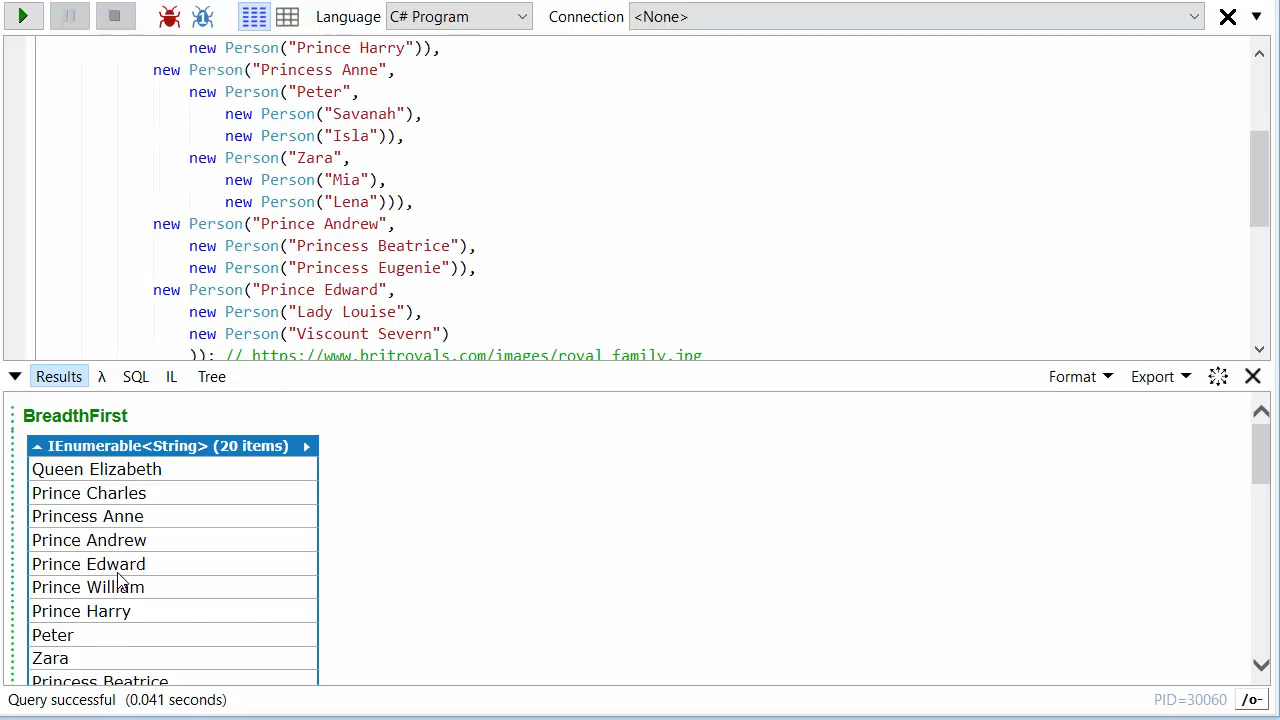 Language C# Program Connection <None>
new Person("Prince Harry")),
new Person("Princess Anne",
new Person("Peter",
new Person("Savanah"),
new Person("Isla")),
new Person("Zara",
new Person("Mia"),
new Person("Lena"))),
new Person("Prince Andrew",
new Person("Princess Beatrice"),
new Person("Princess Eugenie")),
new Person("Prince Edward",
new Person("Lady Louise"),
new Person("Viscount Severn")
)); // https://www.britroyals.com/images/royal_family.jpg
Results λ SQL IL Tree Format Export
BreadthFirst
IEnumerable<String> (20 items)
Queen Elizabeth
Prince Charles
Princess Anne
Prince Andrew
Prince Edward
Prince William
Prince Harry
Peter
Zara
Princess Beatrice
Query successful (0.041 seconds) PID=30060 /o-